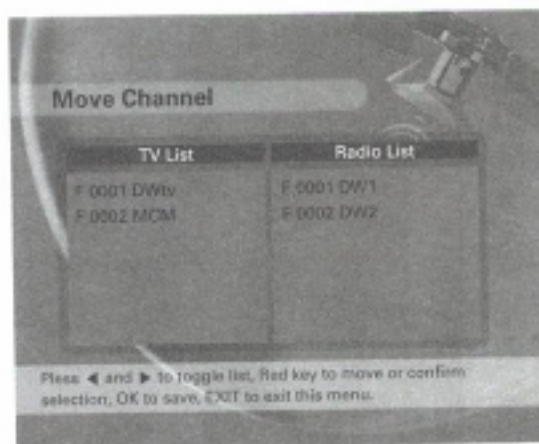 Move Channel
TV List
Radio List
F 0001 DWtv
F 0001 DW1
F 0002 MCM
F 0002 DW2
Press ◀ and ▶ to toggle list, Red key to move or confirm
selection, OK to save, EXIT to exit this menu.